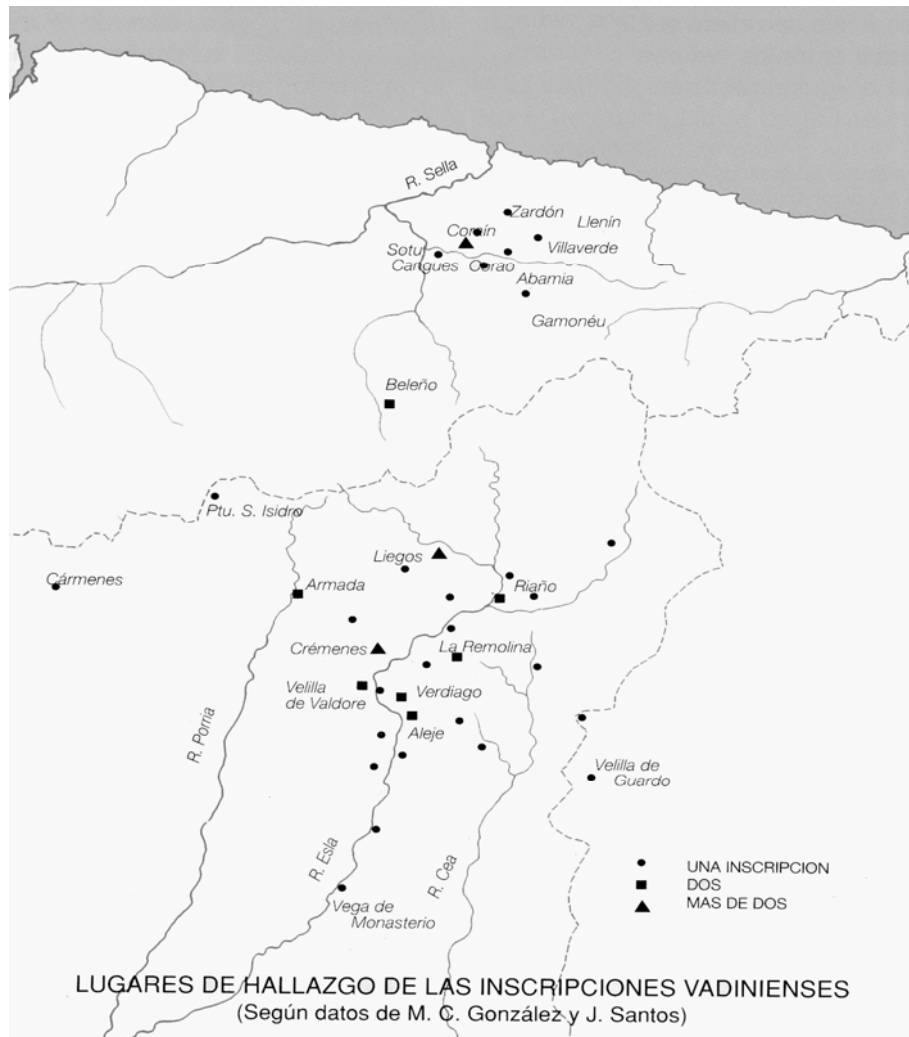 R. Sella
Zardón
Llenín
Corain
Villaverde
Sotu
Cangues
Corao
Abamia
Gamonéu
Beleño
Ptu. S. Isidro
Liegos
Cármenes
Armada
Riaño
Crémenes
La Remolina
Velilla
de Valdore
Verdiago
Aleje
R. Porma
Velilla de
Guardo
R. Esla
R. Cea
Vega de
Monasterio
UNA INSCRIPCION
DOS
MAS DE DOS
LUGARES DE HALLAZGO DE LAS INSCRIPCIONES VADINIENSES
(Según datos de M. C. González y J. Santos)